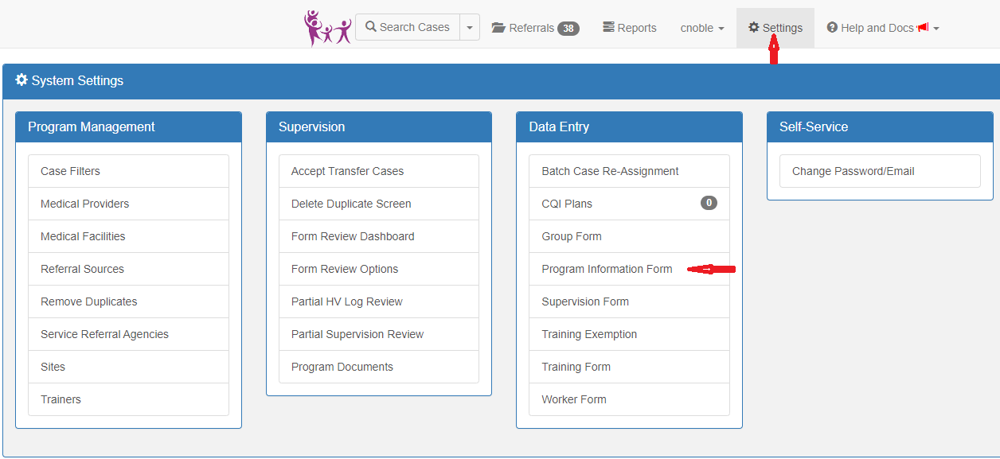 Search Cases Referrals 38 Reports cnoble Settings Help and Docs
System Settings
Program Management
Case Filters
Medical Providers
Medical Facilities
Referral Sources
Remove Duplicates
Service Referral Agencies
Sites
Trainers
Supervision
Accept Transfer Cases
Delete Duplicate Screen
Form Review Dashboard
Form Review Options
Partial HV Log Review
Partial Supervision Review
Program Documents
Data Entry
Batch Case Re-Assignment
CQI Plans 0
Group Form
Program Information Form
Supervision Form
Training Exemption
Training Form
Worker Form
Self-Service
Change Password/Email